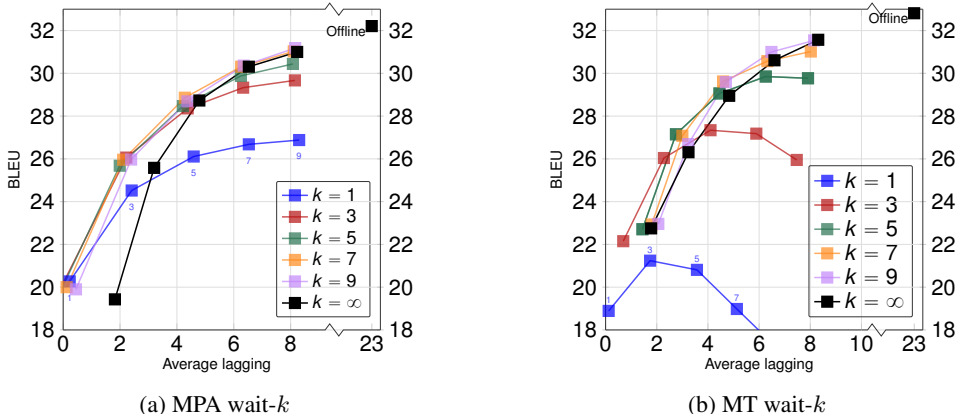 32
30
28
26
24
22
20
18
BLEU
Offline
32
30
28
26
24
22
20
18
1
3
5
7
9
k = 1
k = 3
k = 5
k = 7
k = 9
k = ∞
0 2 4 6 8 23
Average lagging
(a) MPA wait-k
32
30
28
26
24
22
20
18
BLEU
Offline
32
30
28
26
24
22
20
18
1
3
5
7
k = 1
k = 3
k = 5
k = 7
k = 9
k = ∞
0 2 4 6 8 10 23
Average lagging
(b) MT wait-k